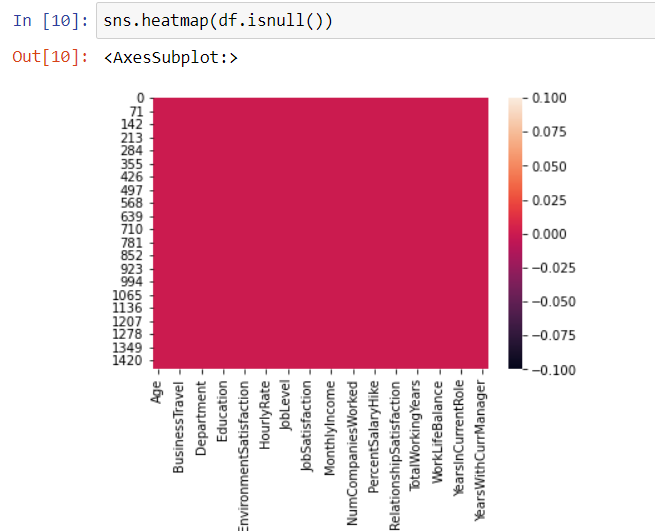 In [10]: sns.heatmap(df.isnull())
Out[10]: <AxesSubplot:>
0
71
142
213
284
355
426
497
568
639
710
781
852
923
994
1065
1136
1207
1278
1349
1420
0.100
0.075
0.050
0.025
0.000
−0.025
−0.050
−0.075
−0.100
Age
BusinessTravel
Department
Education
EnvironmentSatisfaction
HourlyRate
JobLevel
JobSatisfaction
MonthlyIncome
NumCompaniesWorked
PercentSalaryHike
RelationshipSatisfaction
TotalWorkingYears
WorkLifeBalance
YearsInCurrentRole
YearsWithCurrManager